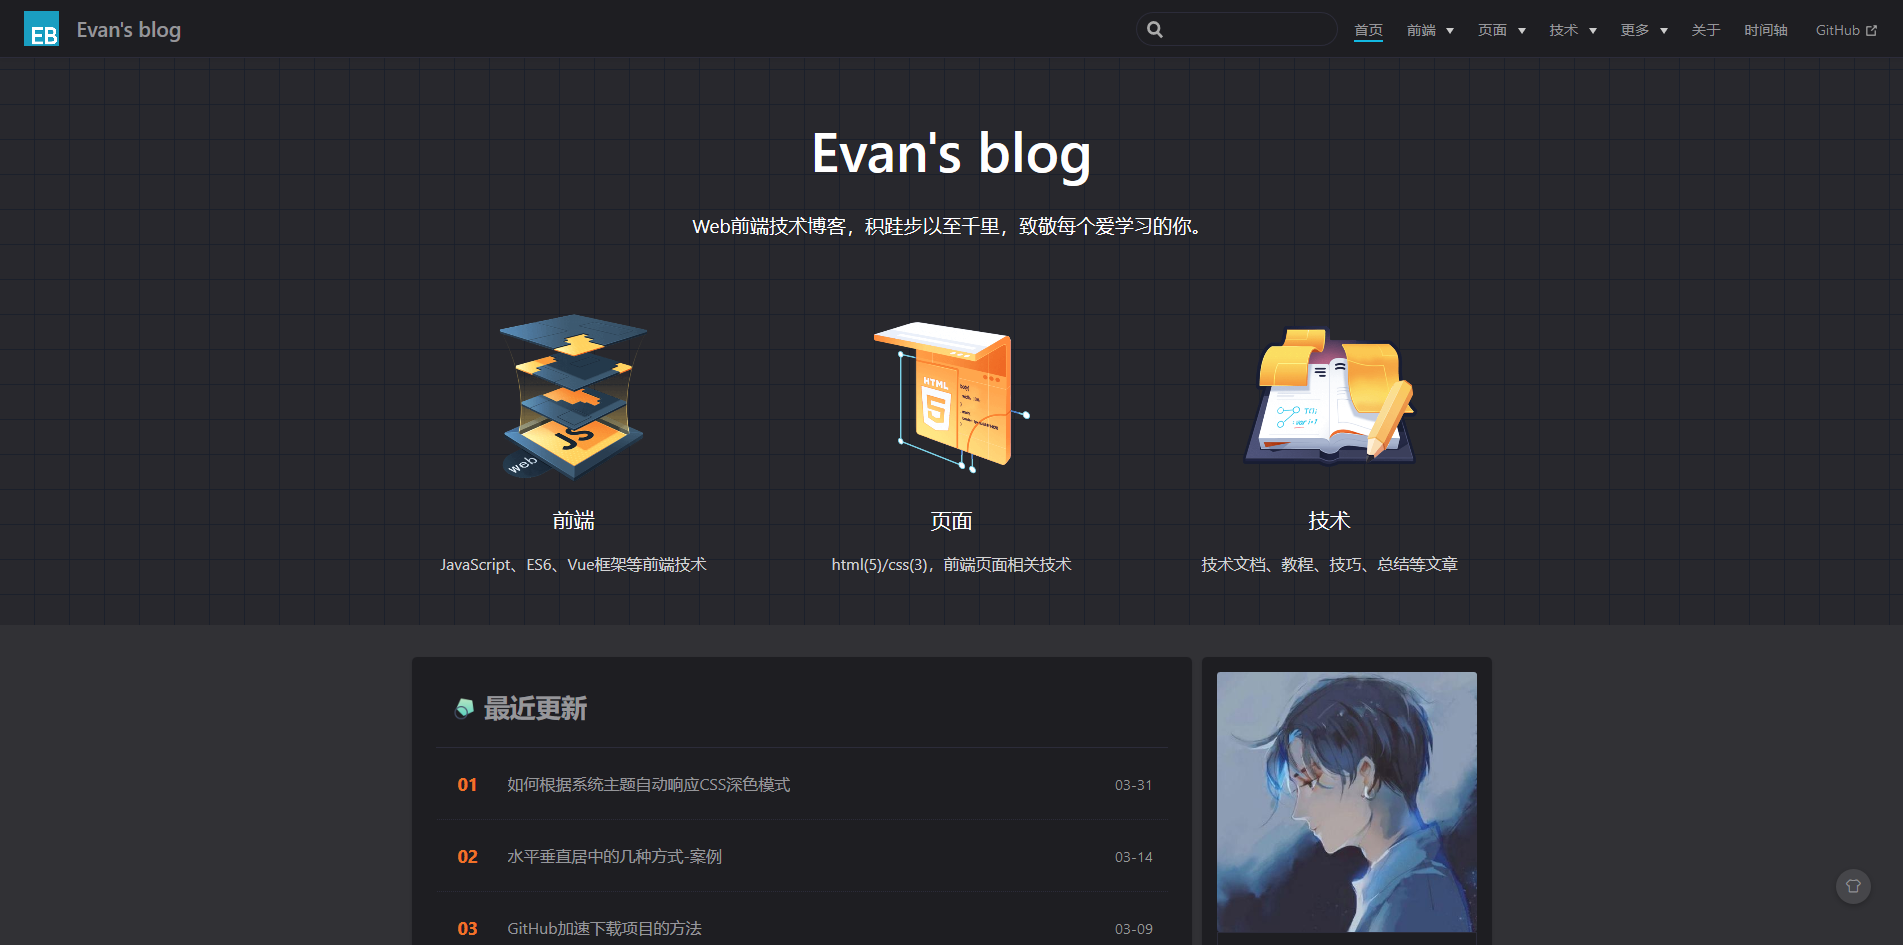 EB Evan's blog 首页 前端 页面 技术 更多 关于 时间轴 GitHub
Evan's blog
Web前端技术博客，积跬步以至千里，致敬每个爱学习的你。
JS
web
HTML
5
前端 页面 技术
JavaScript、ES6、Vue框架等前端技术 html(5)/css(3)，前端页面相关技术 技术文档、教程、技巧、总结等文章
最近更新
01 如何根据系统主题自动响应CSS深色模式 03-31
02 水平垂直居中的几种方式-案例 03-14
03 GitHub加速下载项目的方法 03-09